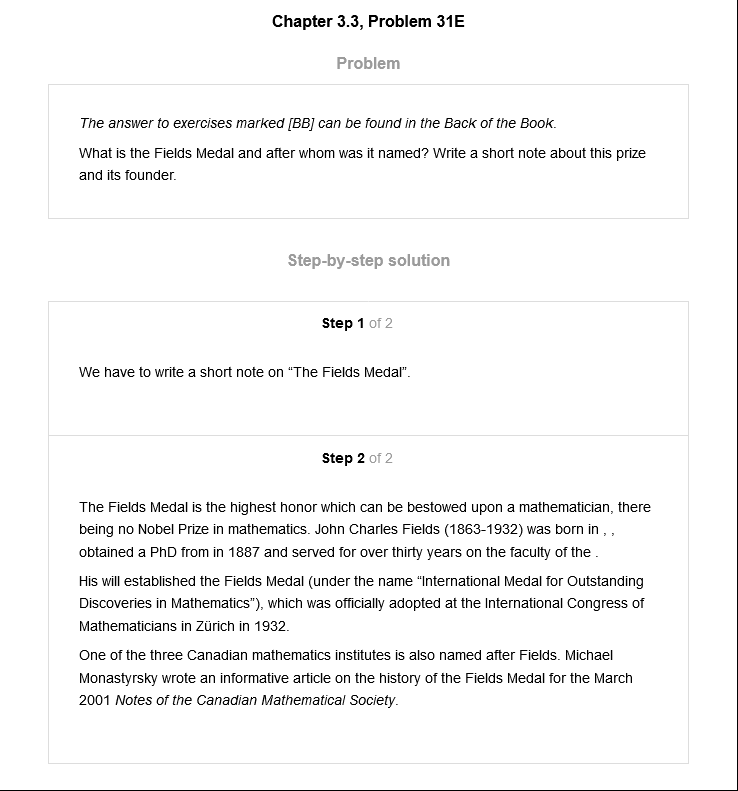 Chapter 3.3, Problem 31E
Problem
The answer to exercises marked [BB] can be found in the Back of the Book.
What is the Fields Medal and after whom was it named? Write a short note about this prize
and its founder.
Step-by-step solution
Step 1 of 2
We have to write a short note on “The Fields Medal”.
Step 2 of 2
The Fields Medal is the highest honor which can be bestowed upon a mathematician, there
being no Nobel Prize in mathematics. John Charles Fields (1863-1932) was born in , ,
obtained a PhD from in 1887 and served for over thirty years on the faculty of the .
His will established the Fields Medal (under the name “International Medal for Outstanding
Discoveries in Mathematics”), which was officially adopted at the International Congress of
Mathematicians in Zürich in 1932.
One of the three Canadian mathematics institutes is also named after Fields. Michael
Monastyrsky wrote an informative article on the history of the Fields Medal for the March
2001 Notes of the Canadian Mathematical Society.